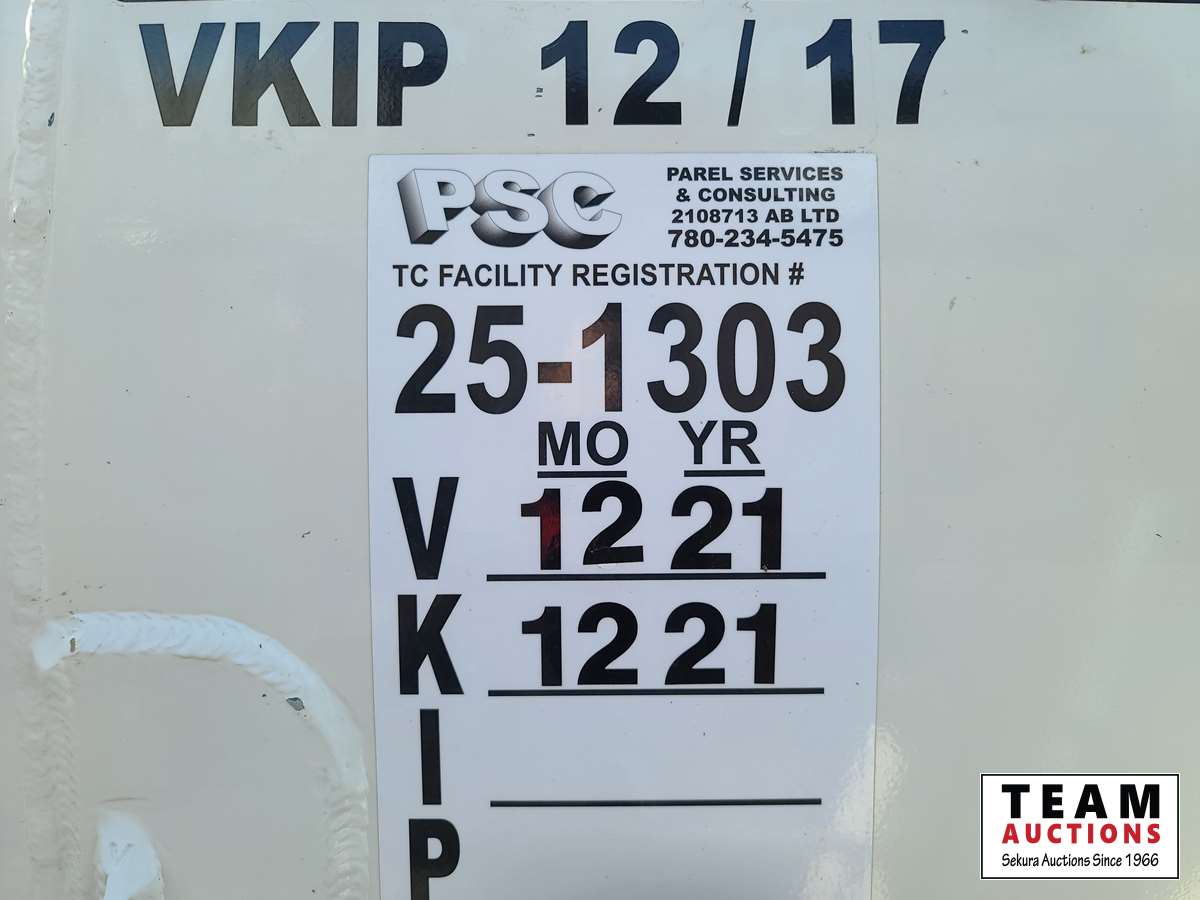 VKIP 12 / 17
PSC
PAREL SERVICES
& CONSULTING
2108713 AB LTD
780-234-5475
TC FACILITY REGISTRATION #
25-1303
MO YR
V 12 21
K 12 21
I
P
TEAM
AUCTIONS
Sekura Auctions Since 1966